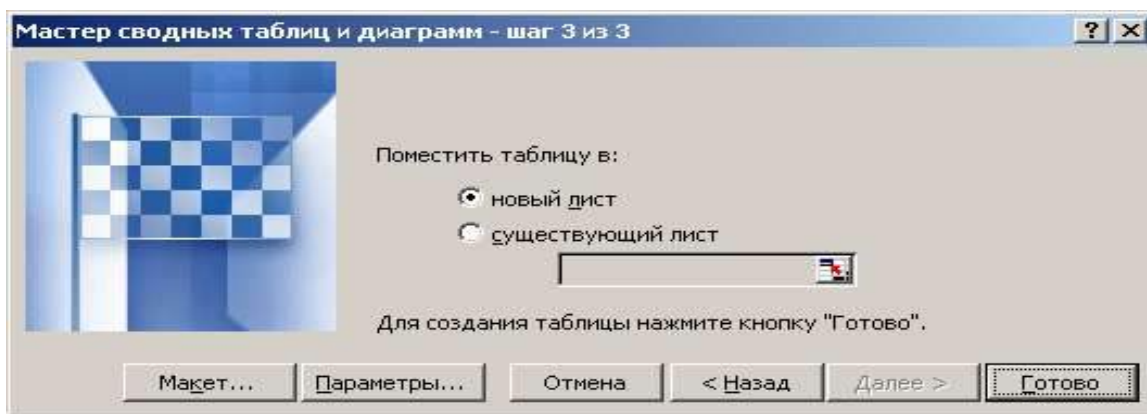 Мастер сводных таблиц и диаграмм - шаг 3 из 3
Поместить таблицу в:
новый лист
существующий лист
Для создания таблицы нажмите кнопку "Готово".
Макет... Параметры... Отмена < Назад Далее > Готово